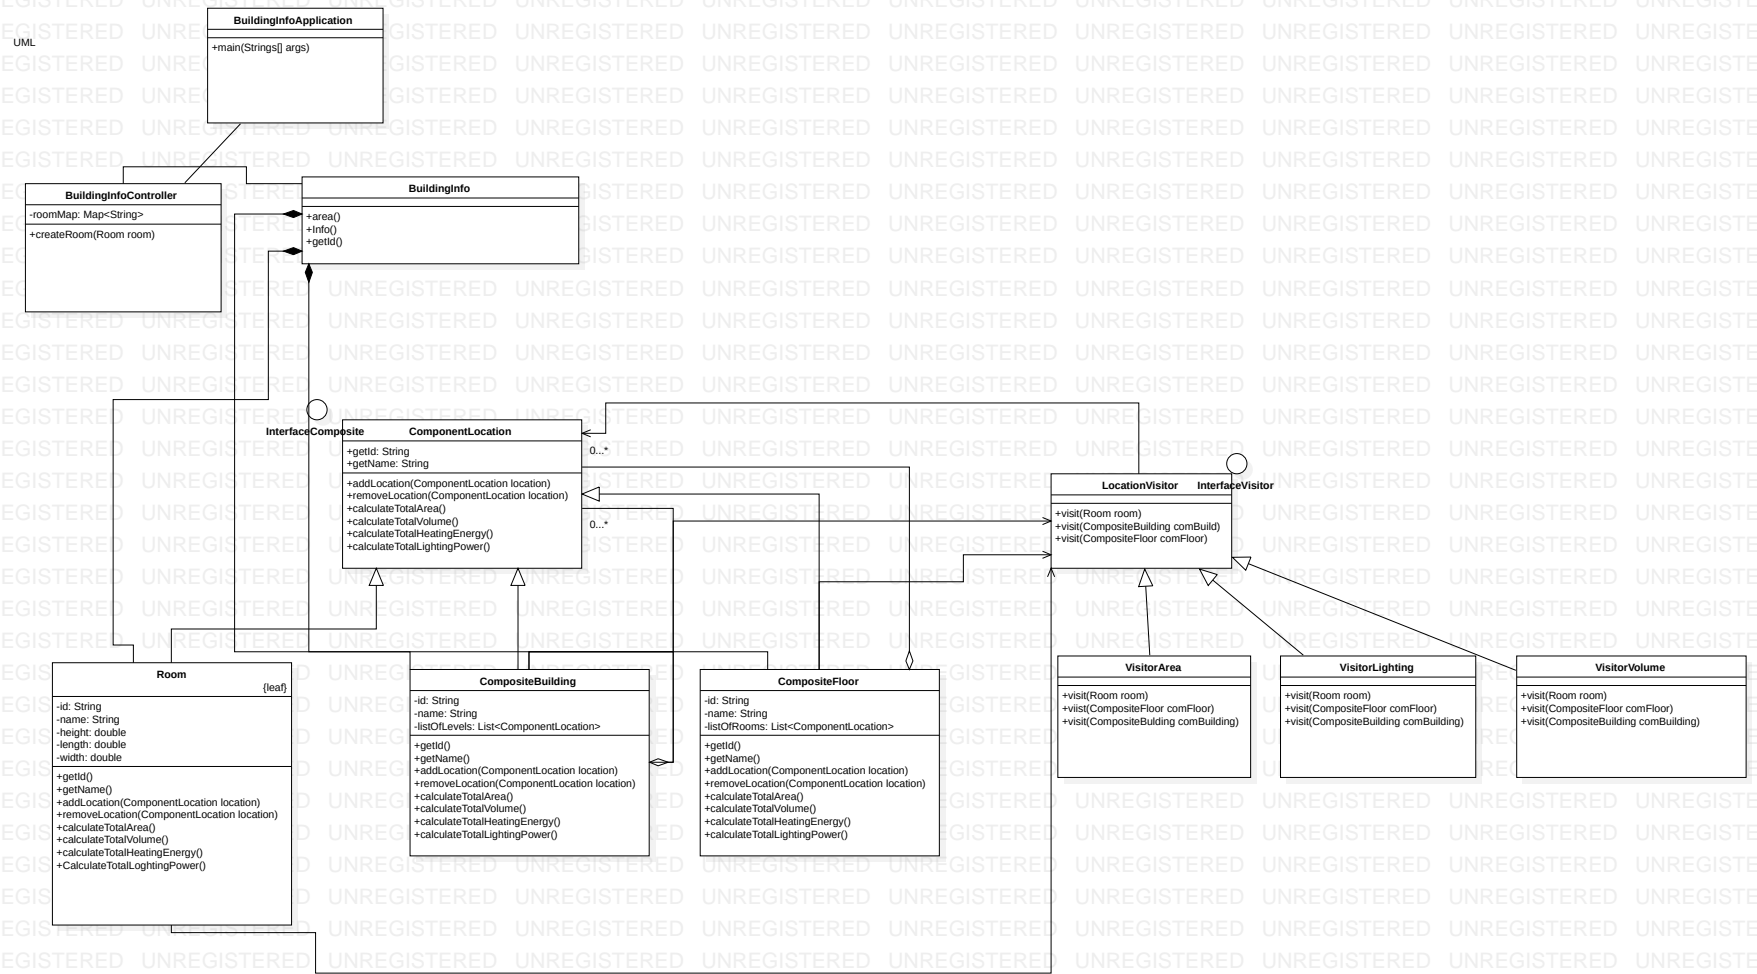 UML
BuildingInfoApplication
+main(Strings[] args)
BuildingInfoController
-roomMap: Map<String>
+createRoom(Room room)
BuildingInfo
+area()
+Info()
+getId()
InterfaceComposite
ComponentLocation
+getId: String
+getName: String
+addLocation(ComponentLocation location)
+removeLocation(ComponentLocation location)
+calculateTotalArea()
+calculateTotalVolume()
+calculateTotalHeatingEnergy()
+calculateTotalLightingPower()
0...*
0...*
LocationVisitor
InterfaceVisitor
+visit(Room room)
+visit(CompositeBuilding comBuild)
+visit(CompositeFloor comFloor)
Room
{leaf}
-id: String
-name: String
-height: double
-length: double
-width: double
+getId()
+getName()
+addLocation(ComponentLocation location)
+removeLocation(ComponentLocation location)
+calculateTotalArea()
+calculateTotalVolume()
+calculateTotalHeatingEnergy()
+CalculateTotalLoghtingPower()
CompositeBuilding
-id: String
-name: String
-listOfLevels: List<ComponentLocation>
+getId()
+getName()
+addLocation(ComponentLocation location)
+removeLocation(ComponentLocation location)
+calculateTotalArea()
+calculateTotalVolume()
+calculateTotalHeatingEnergy()
+calculateTotalLightingPower()
CompositeFloor
-id: String
-name: String
-listOfRooms: List<ComponentLocation>
+getId()
+getName()
+addLocation(ComponentLocation location)
+removeLocation(ComponentLocation location)
+calculateTotalArea()
+calculateTotalVolume()
+calculateTotalHeatingEnergy()
+calculateTotalLightingPower()
VisitorArea
+visit(Room room)
+viist(CompositeFloor comFloor)
+visit(CompositeBulding comBuilding)
VisitorLighting
+visit(Room room)
+visit(CompositeFloor comFloor)
+visit(CompositeBuilding comBuilding)
VisitorVolume
+visit(Room room)
+visit(CompositeFloor comFloor)
+visit(CompositeBuilding comBuilding)
UNREGISTERED